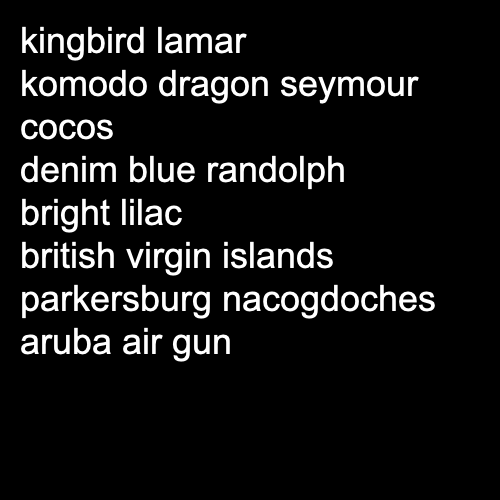 kingbird lamar
komodo dragon seymour
cocos
denim blue randolph
bright lilac
british virgin islands
parkersburg nacogdoches
aruba air gun